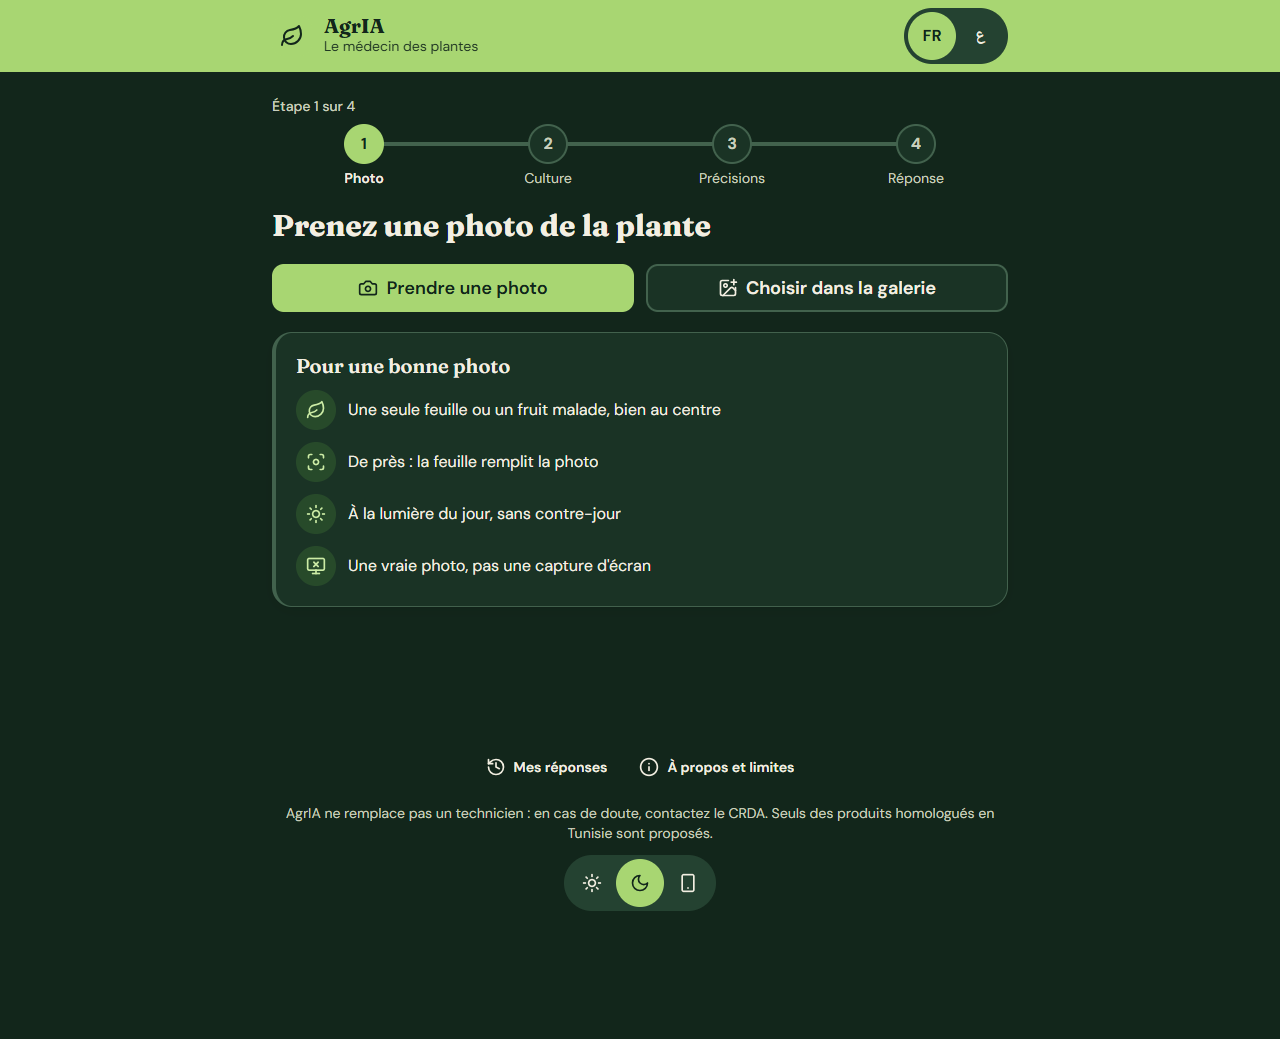 AgrIA
Le médecin des plantes
FR
ع
Étape 1 sur 4
1
2
3
4
Photo
Culture
Précisions
Réponse
Prenez une photo de la plante
Prendre une photo
Choisir dans la galerie
Pour une bonne photo
Une seule feuille ou un fruit malade, bien au centre
De près : la feuille remplit la photo
À la lumière du jour, sans contre-jour
Une vraie photo, pas une capture d'écran
Mes réponses
À propos et limites
AgrIA ne remplace pas un technicien : en cas de doute, contactez le CRDA. Seuls des produits homologués en
Tunisie sont proposés.